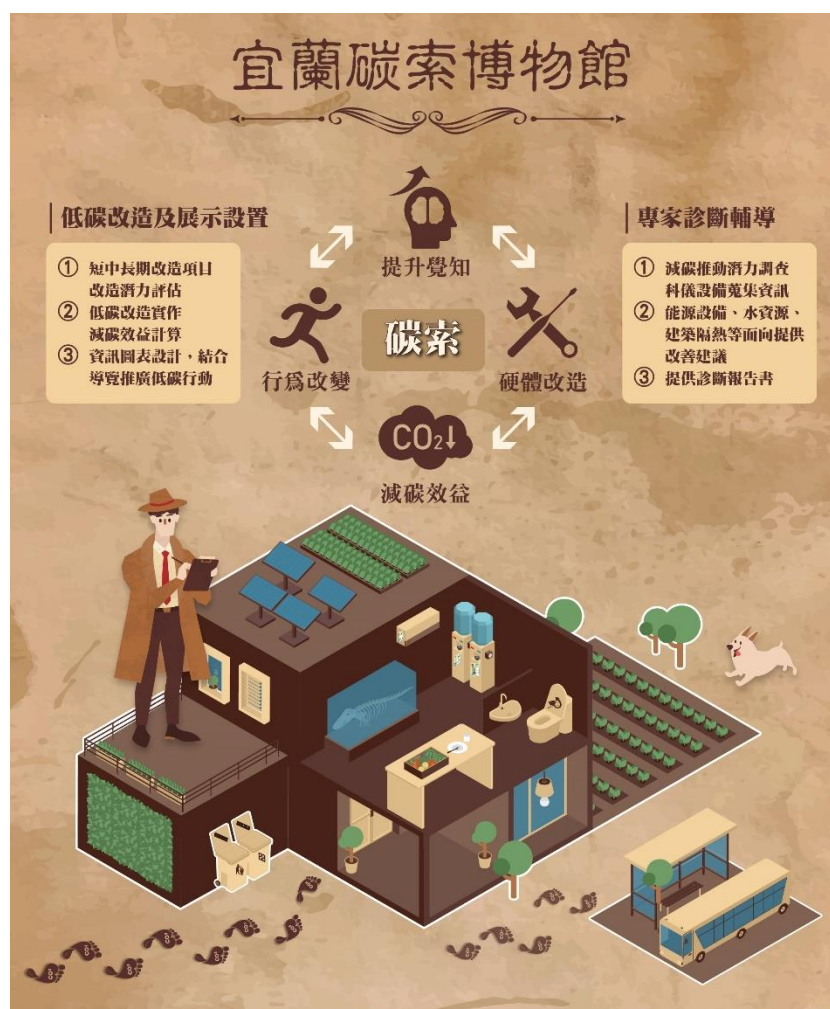 宜蘭碳索博物館
提升覺知
低碳改造及展示設置
① 短中長期改造項目
改造潛力評估
② 低碳改造實作
減碳效益計算
③ 資訊圖表設計，結合
導覽推廣低碳行動
碳索
行為改變
硬體改造
專家診斷輔導
① 減碳推動潛力調查
科儀設備蒐集資訊
② 能源設備、水資源、
建築隔熱等面向提供
改善建議
③ 提供診斷報告書
CO₂↓
減碳效益